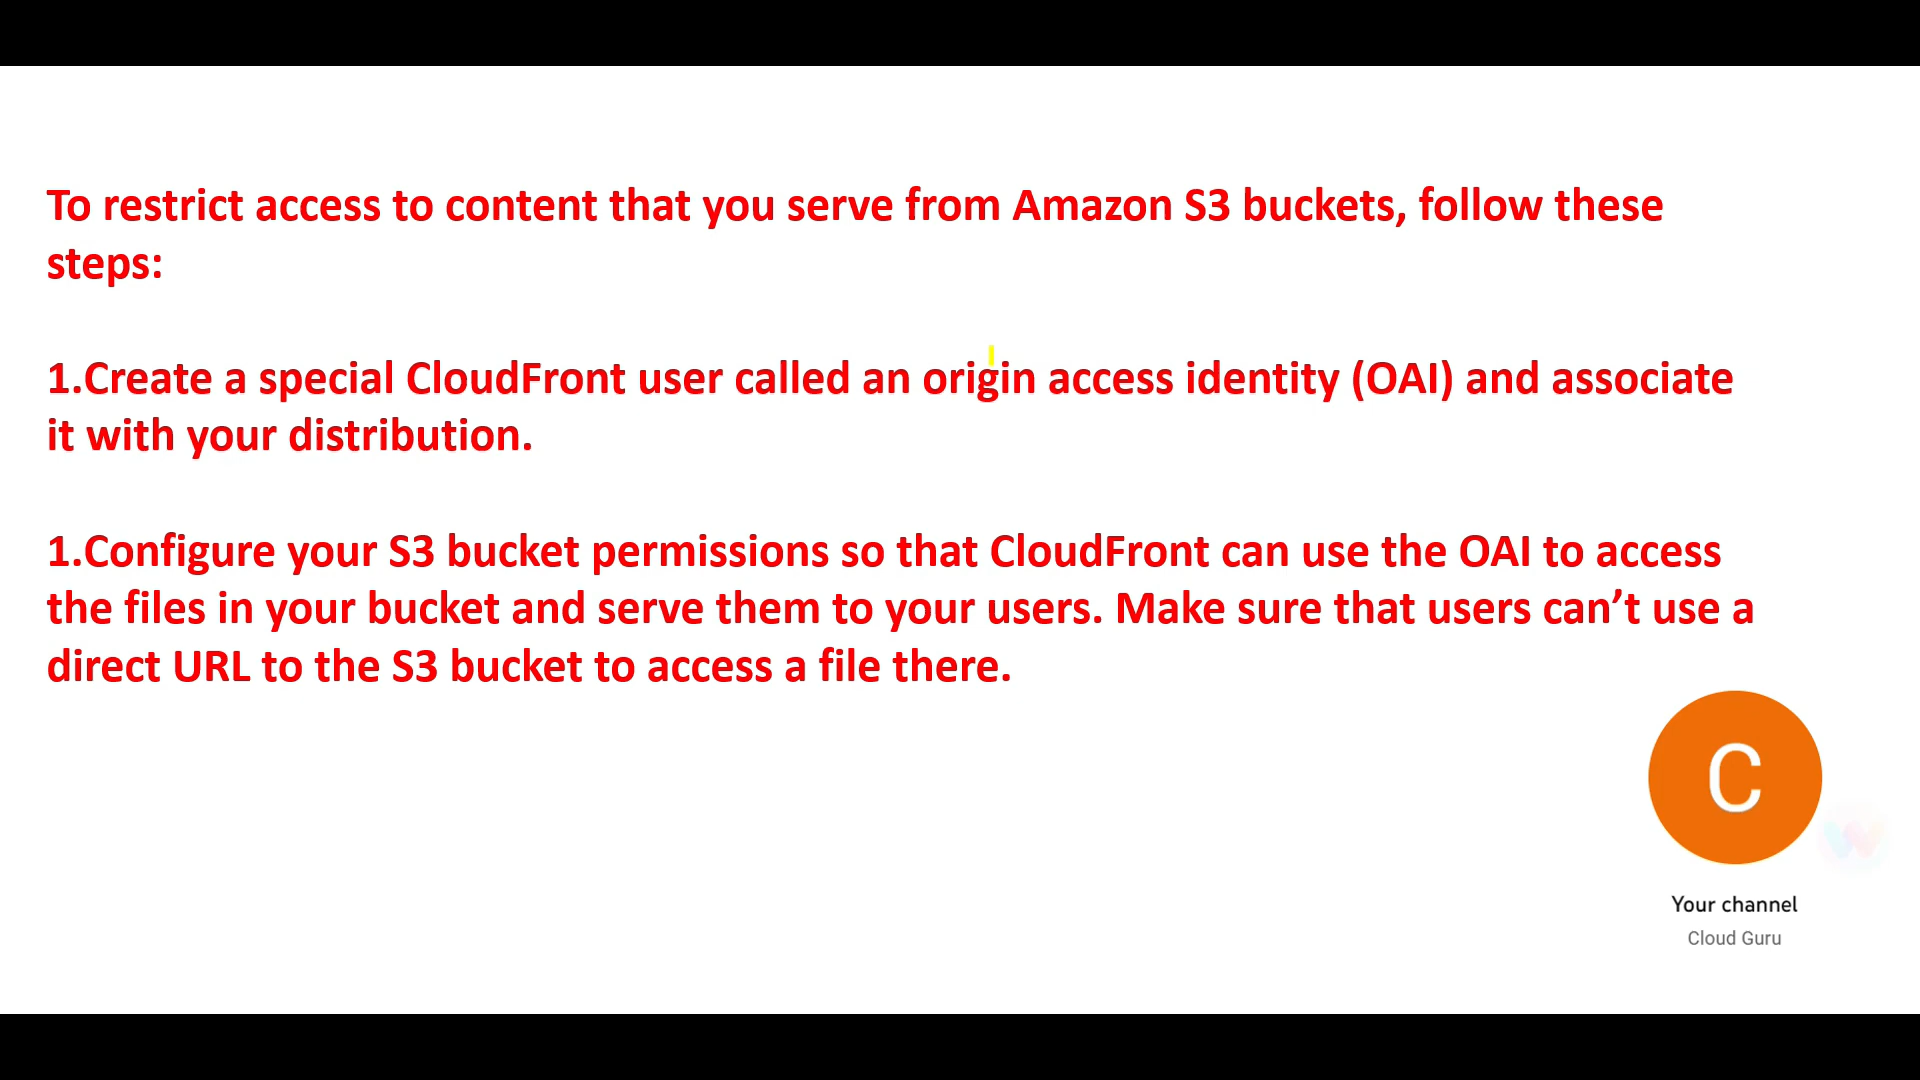 To restrict access to content that you serve from Amazon S3 buckets, follow these
steps:
1.Create a special CloudFront user called an origin access identity (OAI) and associate
it with your distribution.
1.Configure your S3 bucket permissions so that CloudFront can use the OAI to access
the files in your bucket and serve them to your users. Make sure that users can’t use a
direct URL to the S3 bucket to access a file there.
C
Your channel
Cloud Guru